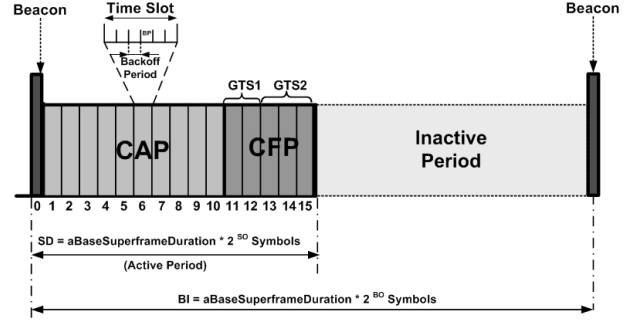 Time Slot
Beacon
Beacon
BP
Backoff
Period
GTS1
GTS2
CAP
CFP
Inactive
Period
0 1 2 3 4 5 6 7 8 9 10 11 12 13 14 15
SD = aBaseSuperframeDuration * 2 SO Symbols
(Active Period)
BI = aBaseSuperframeDuration * 2 BO Symbols